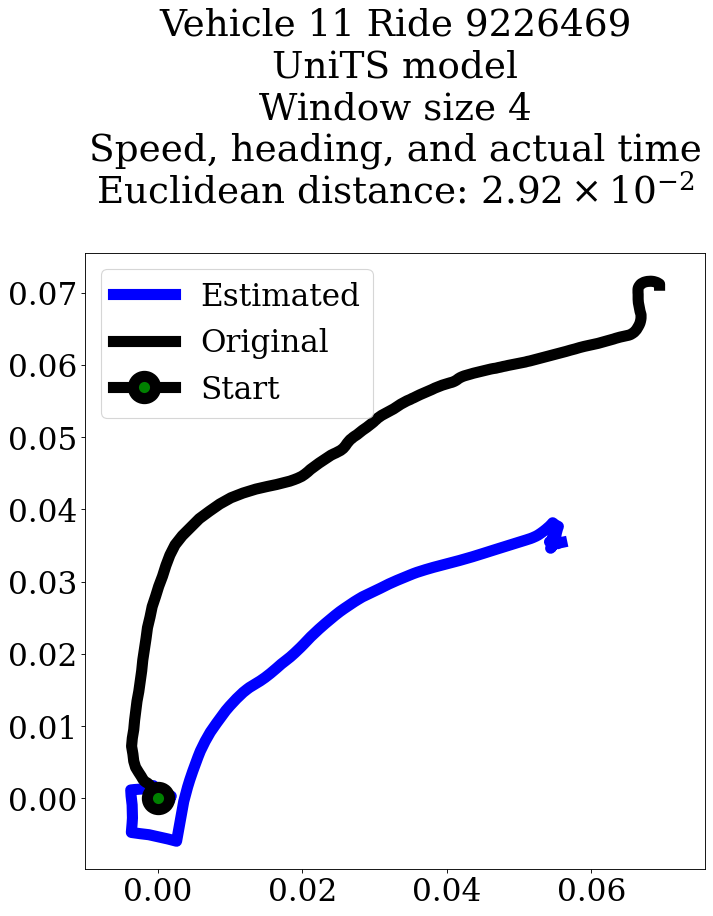 Vehicle 11 Ride 9226469
UniTS model
Window size 4
Speed, heading, and actual time
Euclidean distance: 2.92 × 10⁻²
Estimated
Original
Start
0.07
0.06
0.05
0.04
0.03
0.02
0.01
0.00
0.00 0.02 0.04 0.06